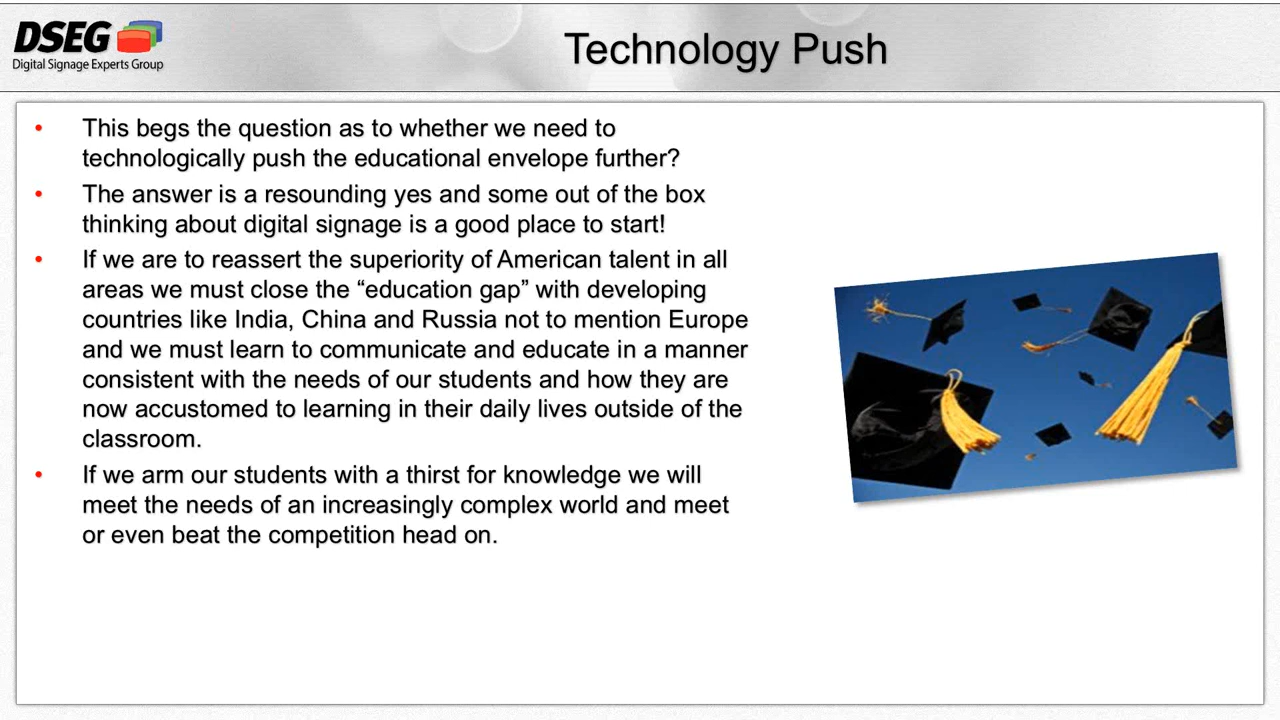 DSEG
Digital Signage Experts Group
Technology Push
• This begs the question as to whether we need to
technologically push the educational envelope further?
• The answer is a resounding yes and some out of the box
thinking about digital signage is a good place to start!
• If we are to reassert the superiority of American talent in all
areas we must close the “education gap” with developing
countries like India, China and Russia not to mention Europe
and we must learn to communicate and educate in a manner
consistent with the needs of our students and how they are
now accustomed to learning in their daily lives outside of the
classroom.
• If we arm our students with a thirst for knowledge we will
meet the needs of an increasingly complex world and meet
or even beat the competition head on.